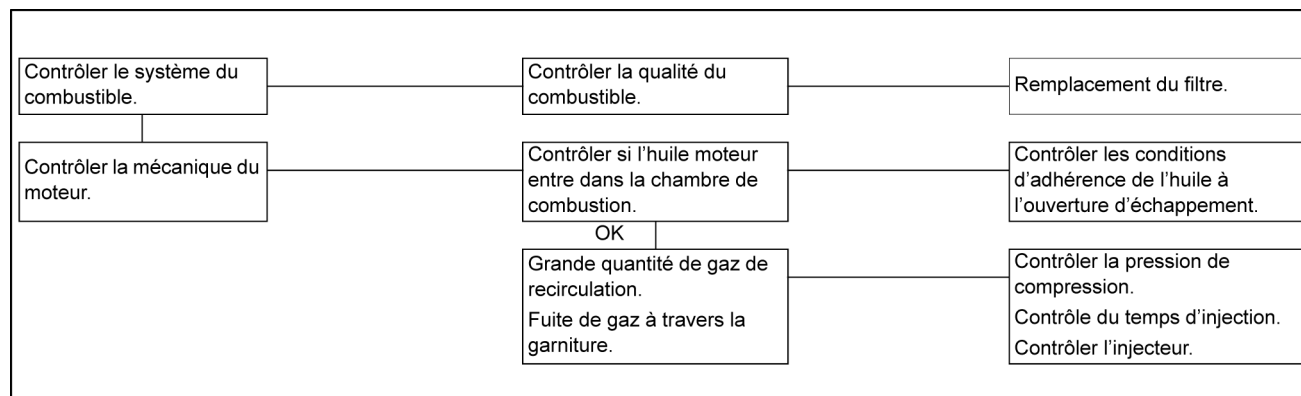 Contrôler le système du
combustible.
Contrôler la qualité du
combustible.
Remplacement du filtre.
Contrôler la mécanique du
moteur.
Contrôler si l'huile moteur
entre dans la chambre de
combustion.
Contrôler les conditions
d'adhérence de l'huile à
l'ouverture d'échappement.
OK
Grande quantité de gaz de
recirculation.
Fuite de gaz à travers la
garniture.
Contrôler la pression de
compression.
Contrôle du temps d'injection.
Contrôler l'injecteur.